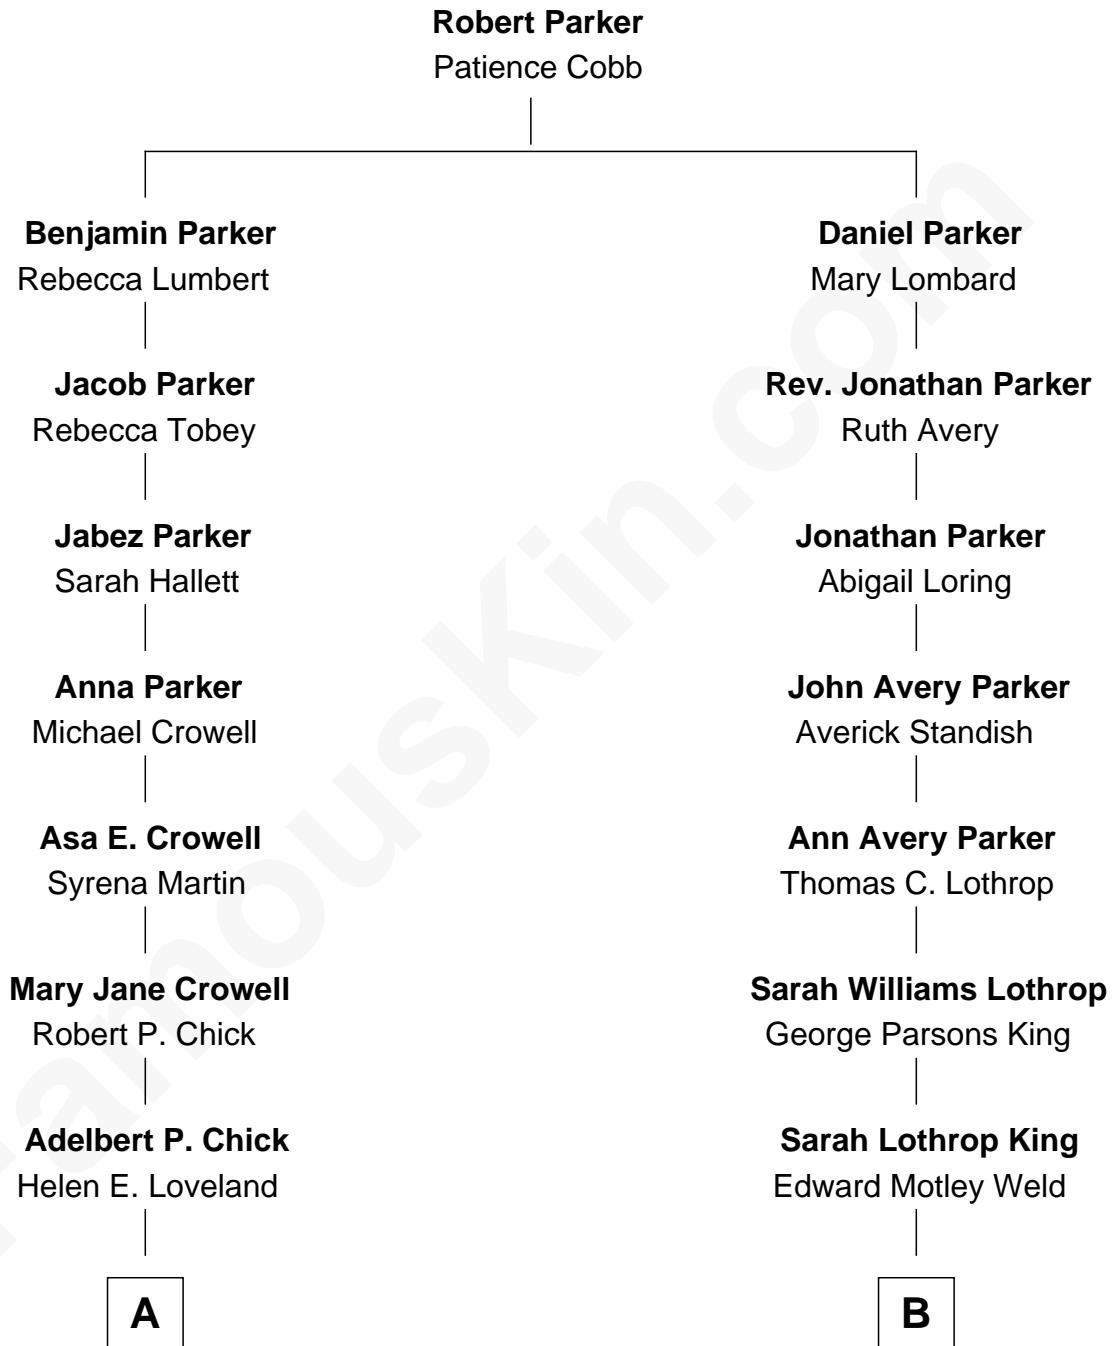 Robert Parker
Patience Cobb
Benjamin Parker
Rebecca Lumbert
Daniel Parker
Mary Lombard
Jacob Parker
Rebecca Tobey
Rev. Jonathan Parker
Ruth Avery
Jabez Parker
Sarah Hallett
Jonathan Parker
Abigail Loring
Anna Parker
Michael Crowell
John Avery Parker
Averick Standish
Asa E. Crowell
Syrena Martin
Ann Avery Parker
Thomas C. Lothrop
Mary Jane Crowell
Robert P. Chick
Sarah Williams Lothrop
George Parsons King
Adelbert P. Chick
Helen E. Loveland
Sarah Lothrop King
Edward Motley Weld
A
B
FamousKin.com